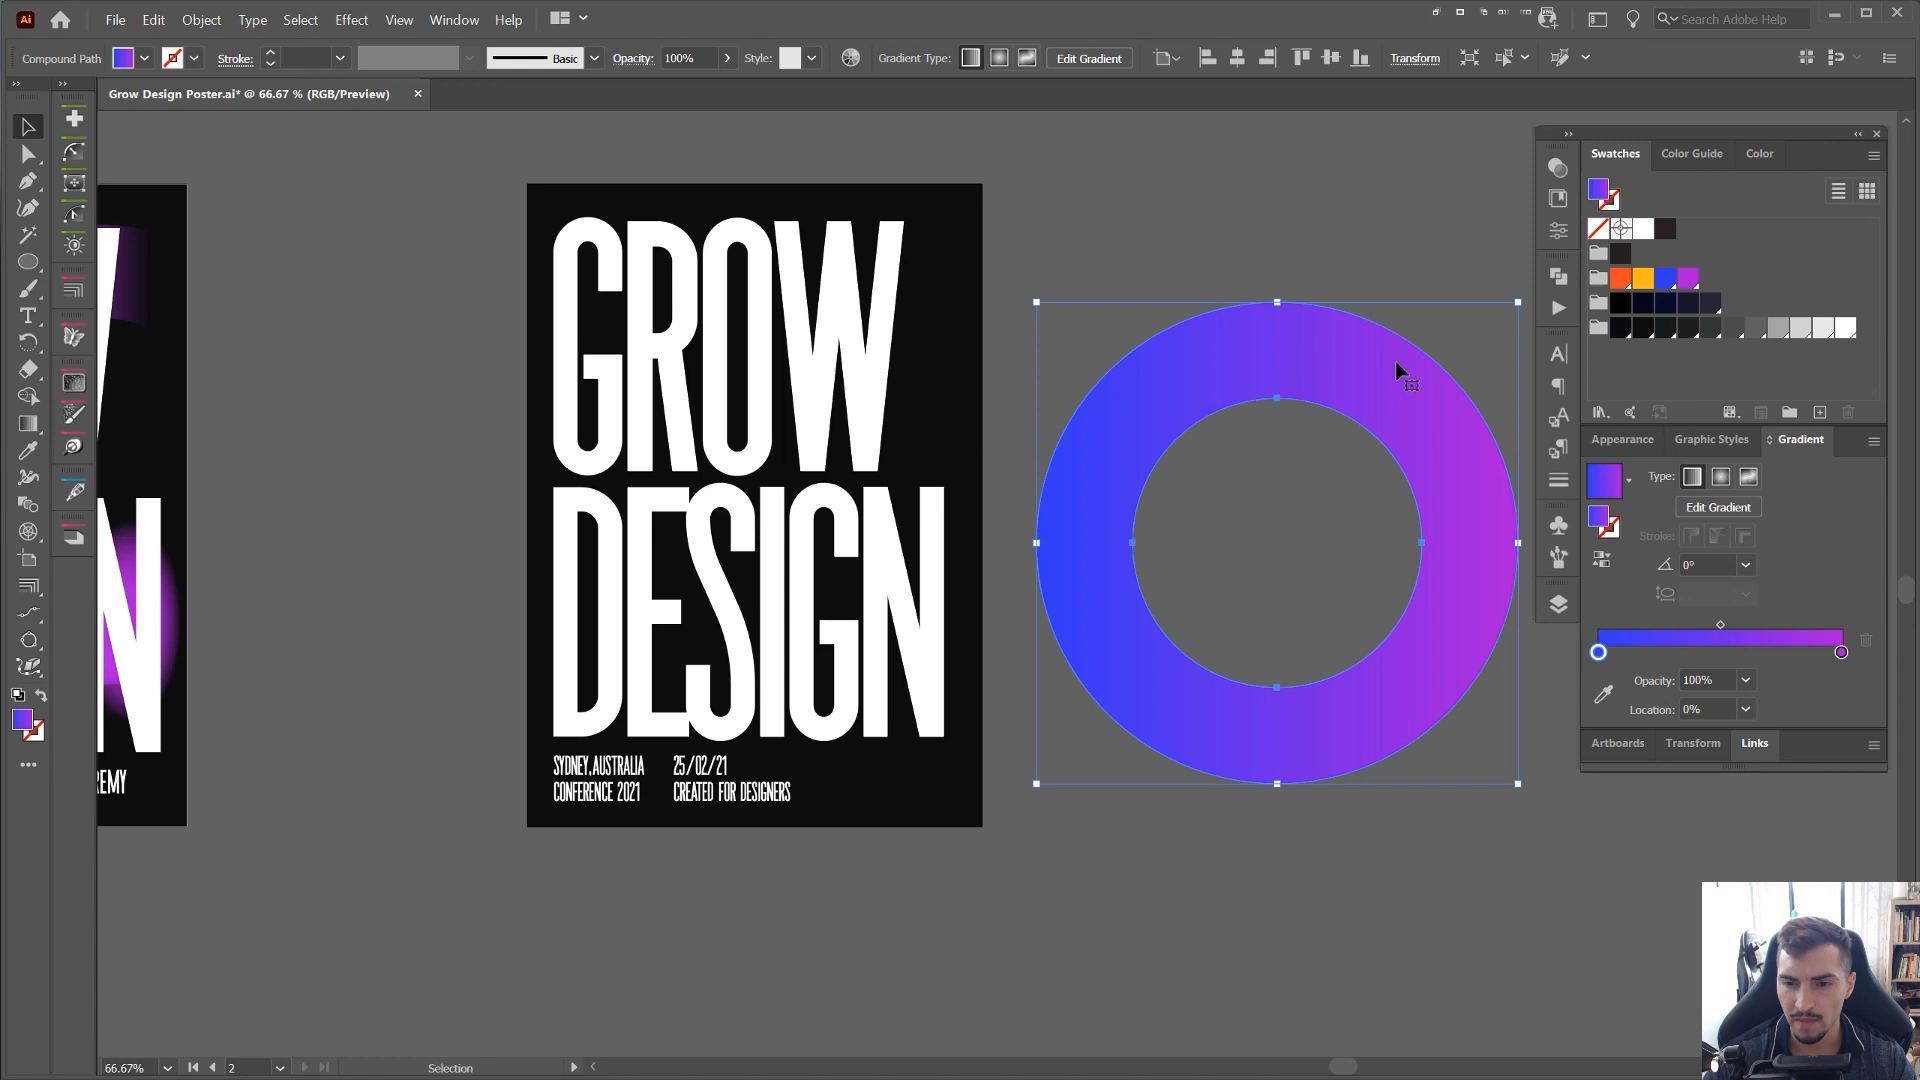 Ai File Edit Object Type Select Effect View Window Help Search Adobe Help
Compound Path Stroke: Basic Opacity: 100% Style: Gradient Type: Edit Gradient Transform
Grow Design Poster.ai* @ 66.67 % (RGB/Preview)
Swatches Color Guide Color
GROW
DESIGN
SYDNEY,AUSTRALIA
CONFERENCE 2021
25/02/21
CREATED FOR DESIGNERS
N
EMY
Appearance Graphic Styles Gradient
Type:
Edit Gradient
Stroke:
0°
Opacity: 100%
Location: 0%
Artboards Transform Links
66.67% 2 Selection